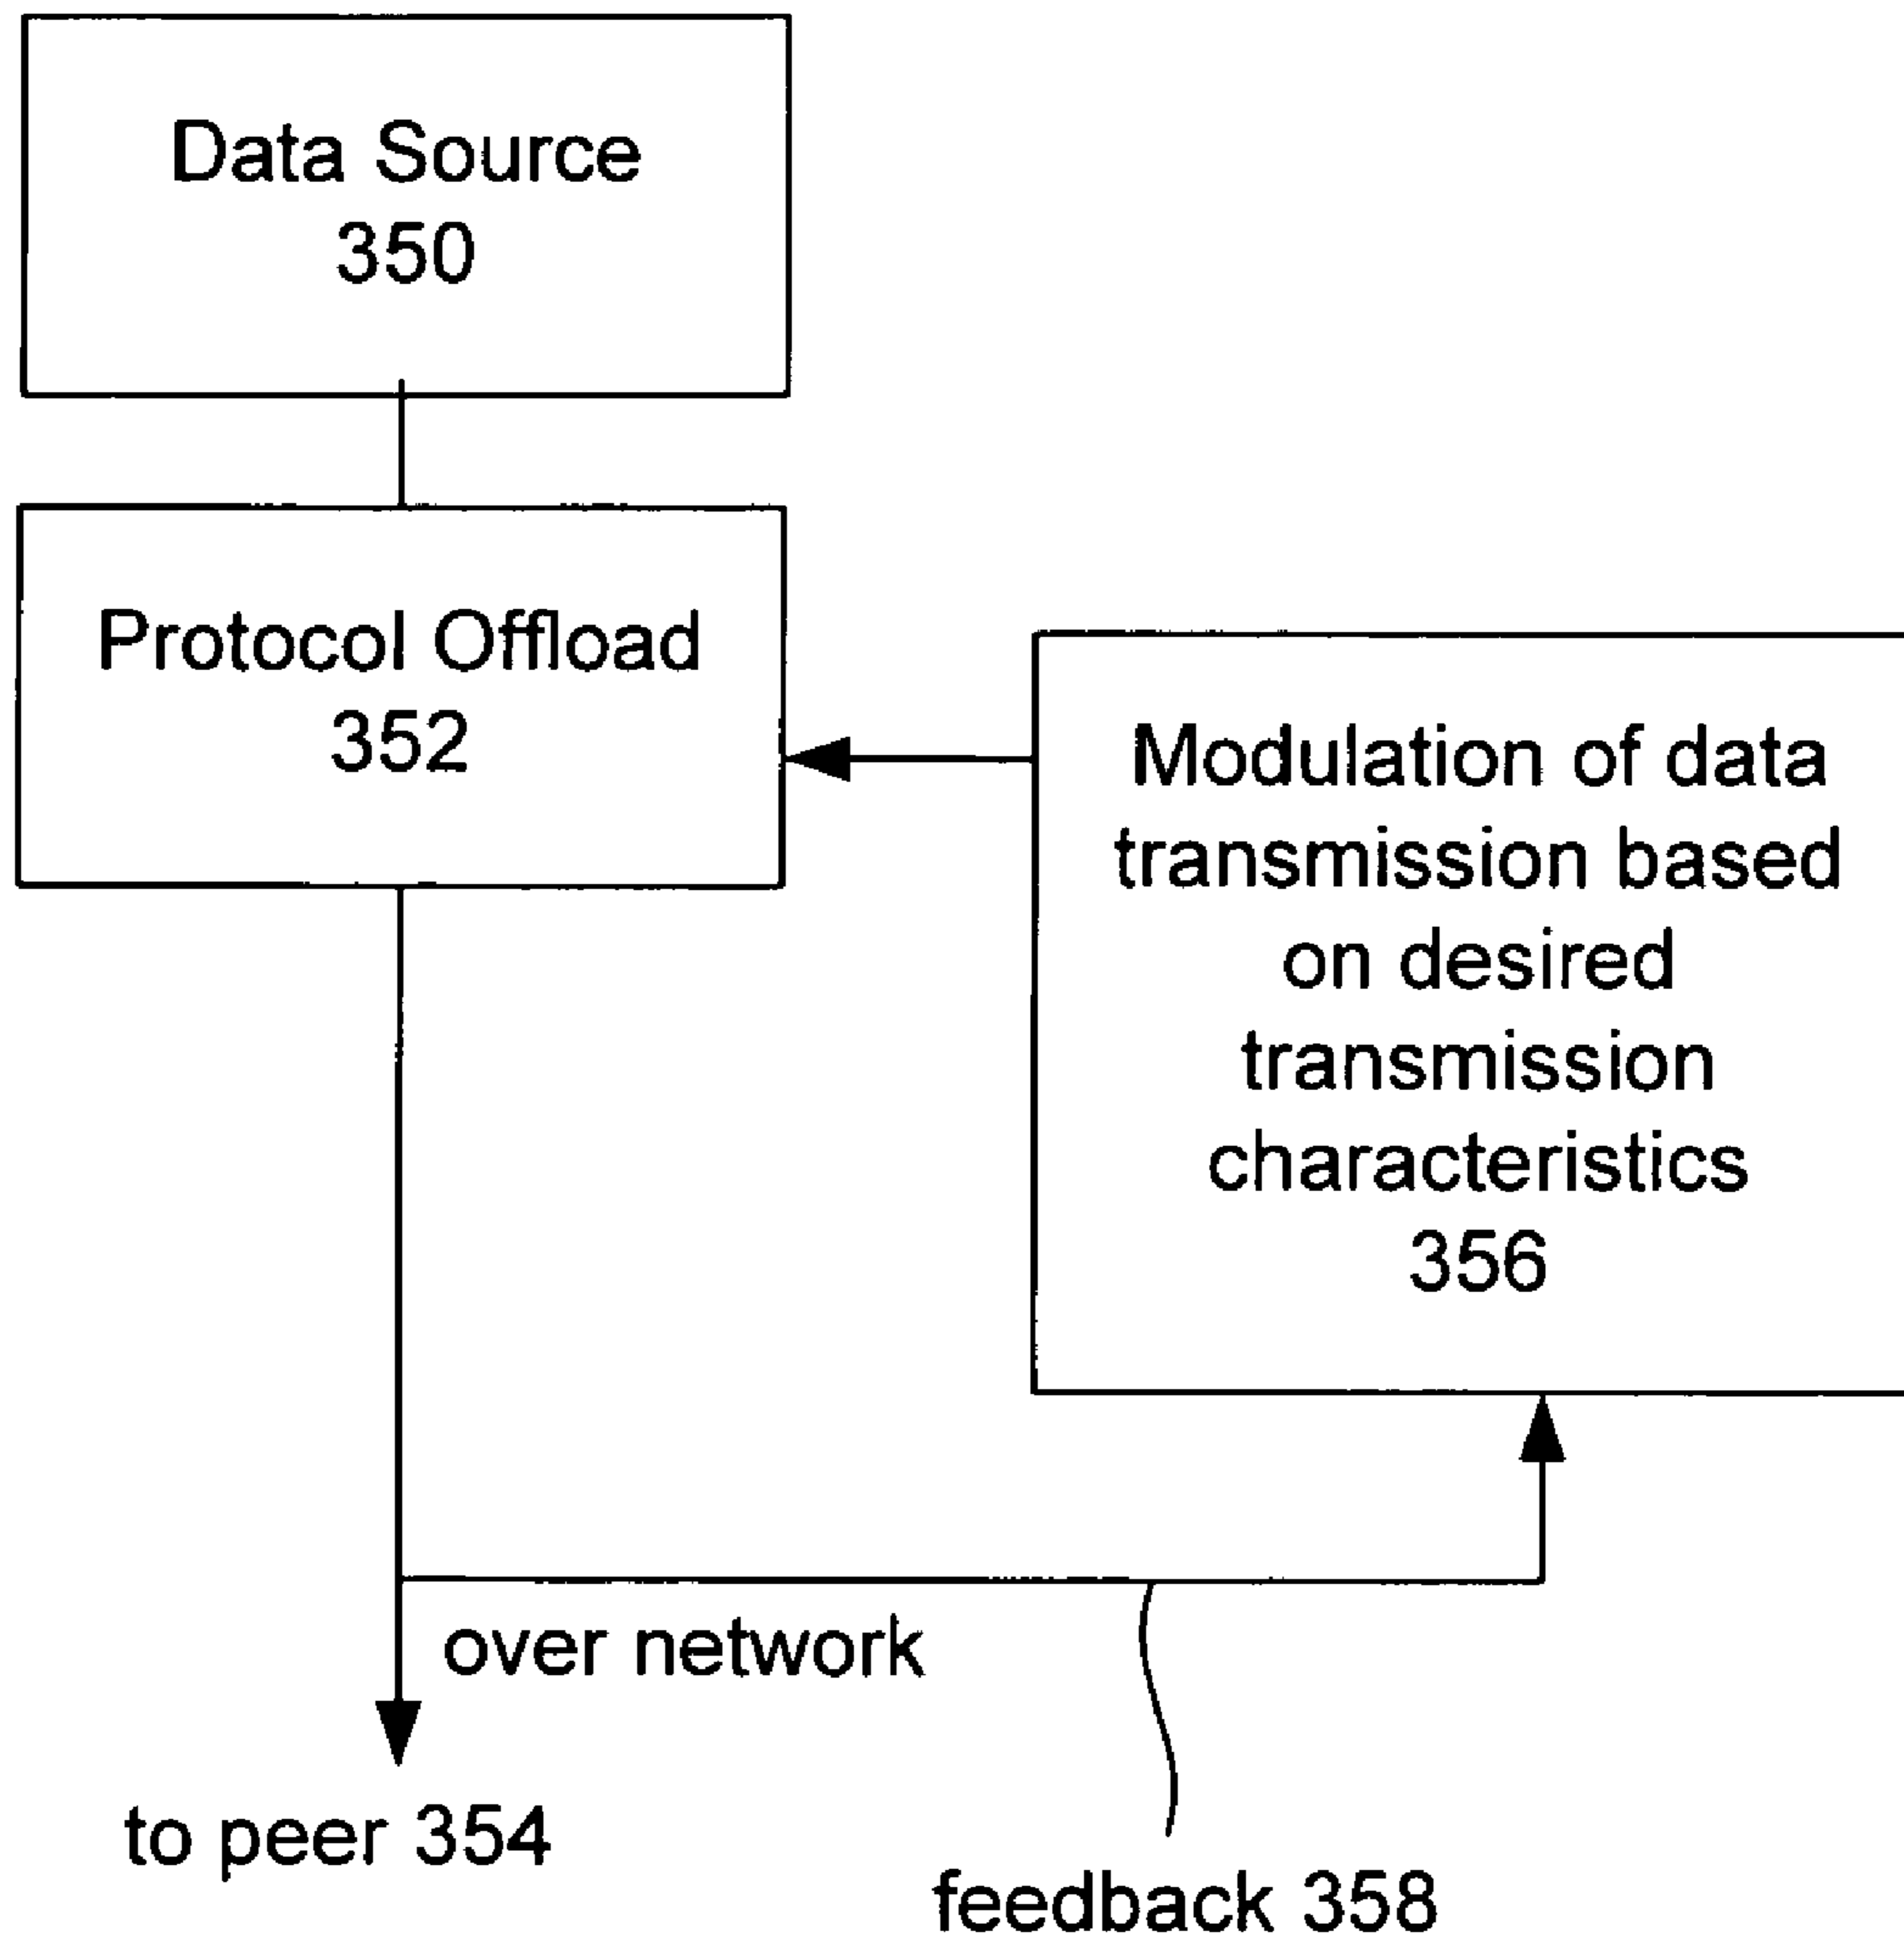 Data Source
350
Protocol Offload
352
Modulation of data
transmission based
on desired
transmission
characteristics
356
over network
to peer 354
feedback 358